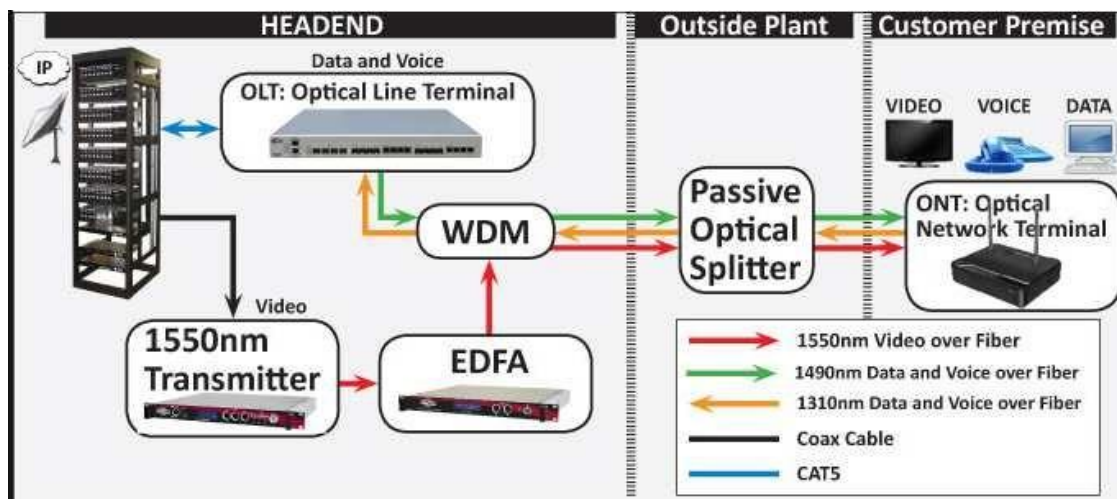 HEADEND
Outside Plant
Customer Premise
IP
Data and Voice
OLT: Optical Line Terminal
VIDEO
VOICE
DATA
WDM
Passive
Optical
Splitter
ONT: Optical
Network Terminal
Video
1550nm
Transmitter
EDFA
1550nm Video over Fiber
1490nm Data and Voice over Fiber
1310nm Data and Voice over Fiber
Coax Cable
CAT5